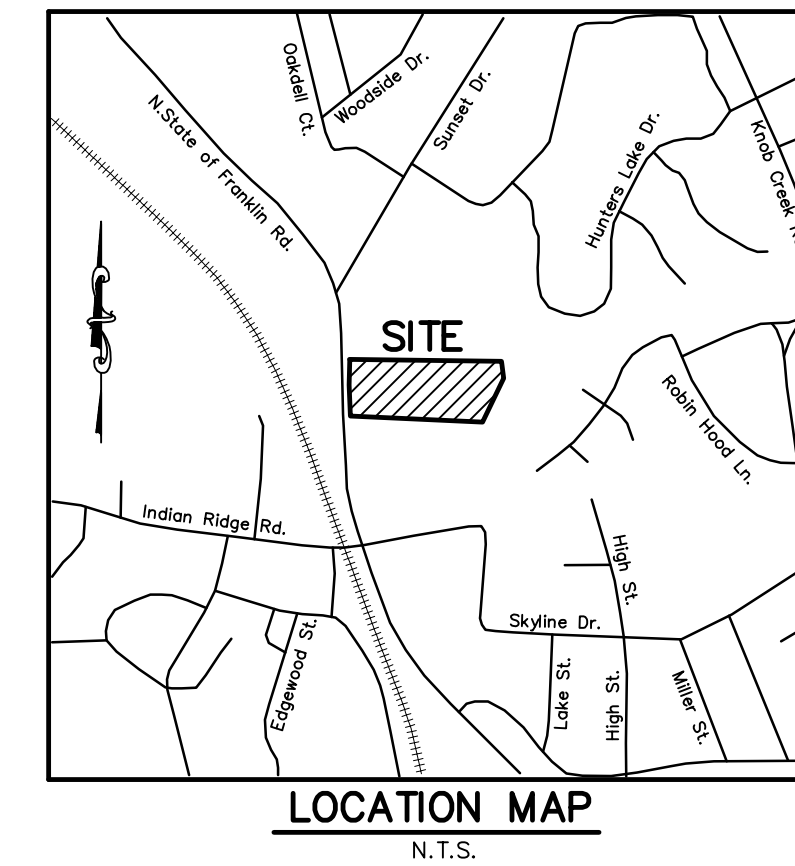 Oakdell Ct.
Woodside Dr.
Sunset Dr.
N.State of Franklin Rd.
Hunters Lake Dr.
Knob Creek
SITE
Robin Hood Ln.
Indian Ridge Rd.
High St.
Skyline Dr.
Edgewood St.
Lake St.
High St.
Miller St.
LOCATION MAP
N.T.S.